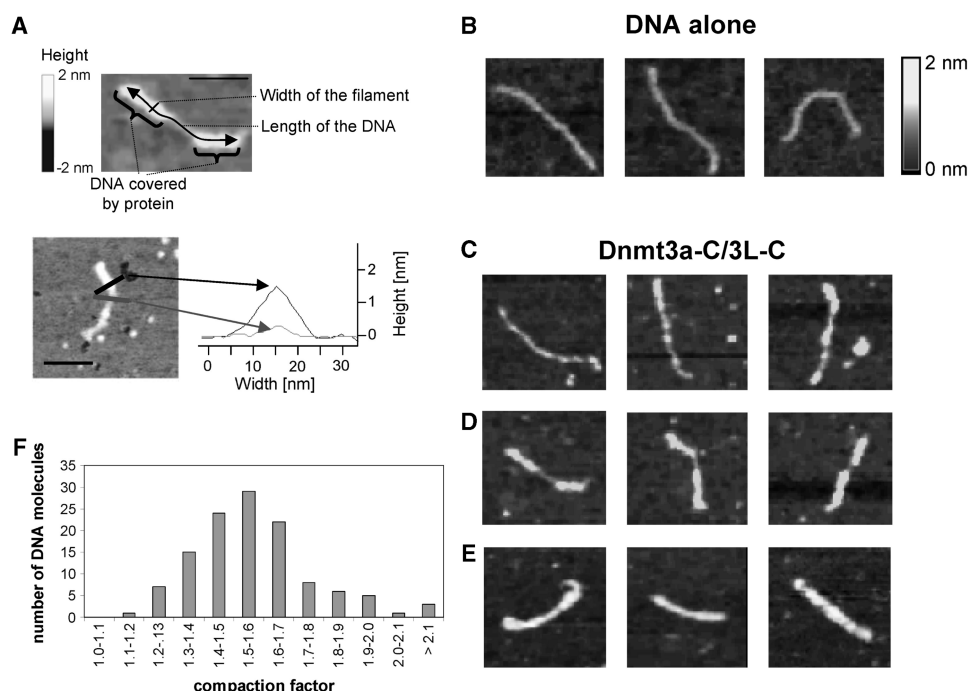 A
Height
2 nm
-2 nm
Width of the filament
Length of the DNA
DNA covered
by protein
2
1
0
Height [nm]
0 10 20 30
Width [nm]
B
DNA alone
2 nm
0 nm
C
Dnmt3a-C/3L-C
D
E
F
number of DNA molecules
35
30
25
20
15
10
5
0
1.0-1.1
1.1-1.2
1.2-.13
1.3-1.4
1.4-1.5
1.5-1.6
1.6-1.7
1.7-1.8
1.8-1.9
1.9-2.0
2.0-2.1
> 2.1
compaction factor